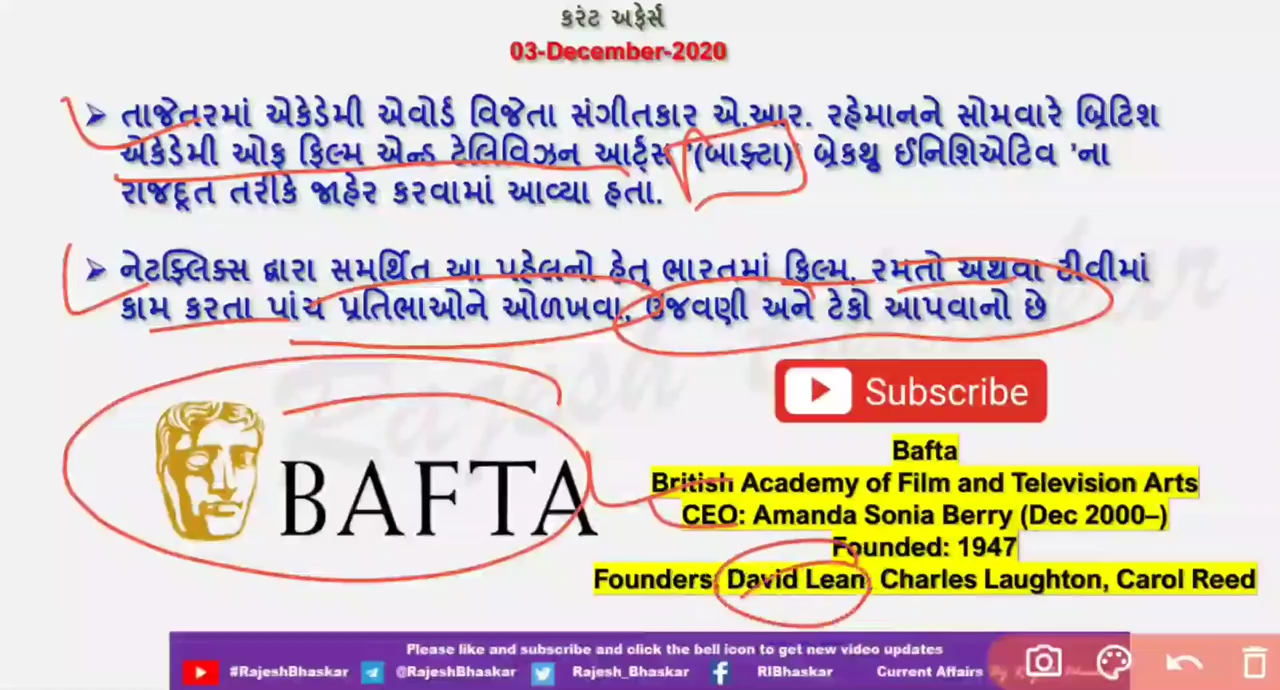 કરંટ અફેર્સ
03-December-2020
તાજેતરમાં એકેડેમી એવોર્ડ વિજેતા સંગીતકાર એ.આર. રહેમાનને સોમવારે બ્રિટિશ
એકેડેમી ઓફ ફિલ્મ એન્ડ ટેલિવિઝન આર્ટ્સ '(બાફ્ટા)' બ્રેકથ્રુ ઈનિશિએટિવ 'ના
રાજદૂત તરીકે જાહેર કરવામાં આવ્યા હતા.
નેટફ્લિક્સ દ્વારા સમર્થિત આ પહેલનો હેતુ ભારતમાં ફિલ્મ, રમતો અથવા ટીવીમાં
કામ કરતા પાંચ પ્રતિભાઓને ઓળખવા, ઉજવણી અને ટેકો આપવાનો છે
Subscribe
BAFTA
Bafta
British Academy of Film and Television Arts
CEO: Amanda Sonia Berry (Dec 2000–)
Founded: 1947
Founders David Lean, Charles Laughton, Carol Reed
Please like and subscribe and click the bell icon to get new video updates
#RajeshBhaskar @RajeshBhaskar Rajesh_Bhaskar RIBhaskar Current Affairs By